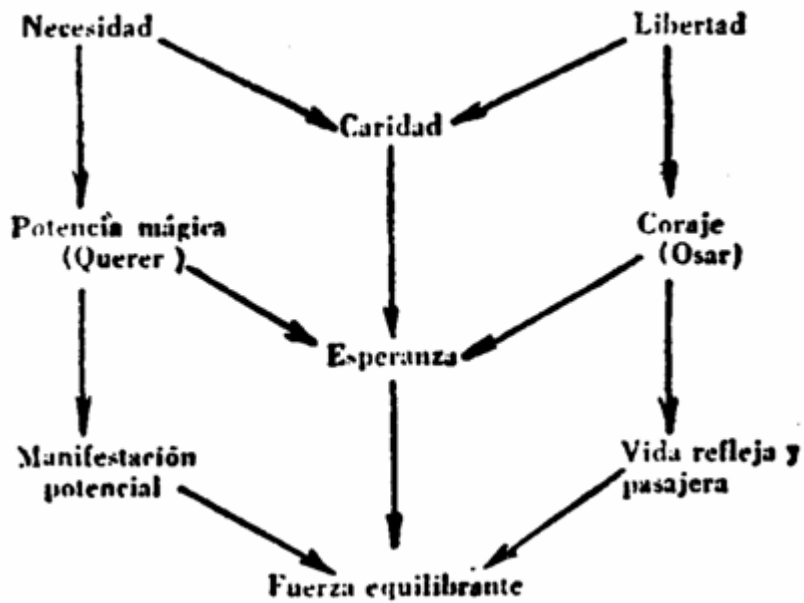 Necesidad
Libertad
Caridad
Potencia mágica
(Querer )
Coraje
(Osar)
Esperanza
Manifestación
potencial
Vida refleja y
pasajera
Fuerza equilibrante